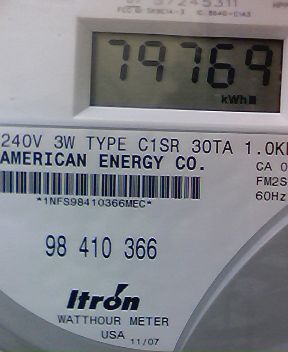 57245311
79769
kWh
240V 3W TYPE C1SR 30TA 1.0K
AMERICAN ENERGY CO.
CA 0
FM2S
60Hz
*1NFS98410366MEC*
98 410 366
Itron
WATTHOUR METER
USA 11/07